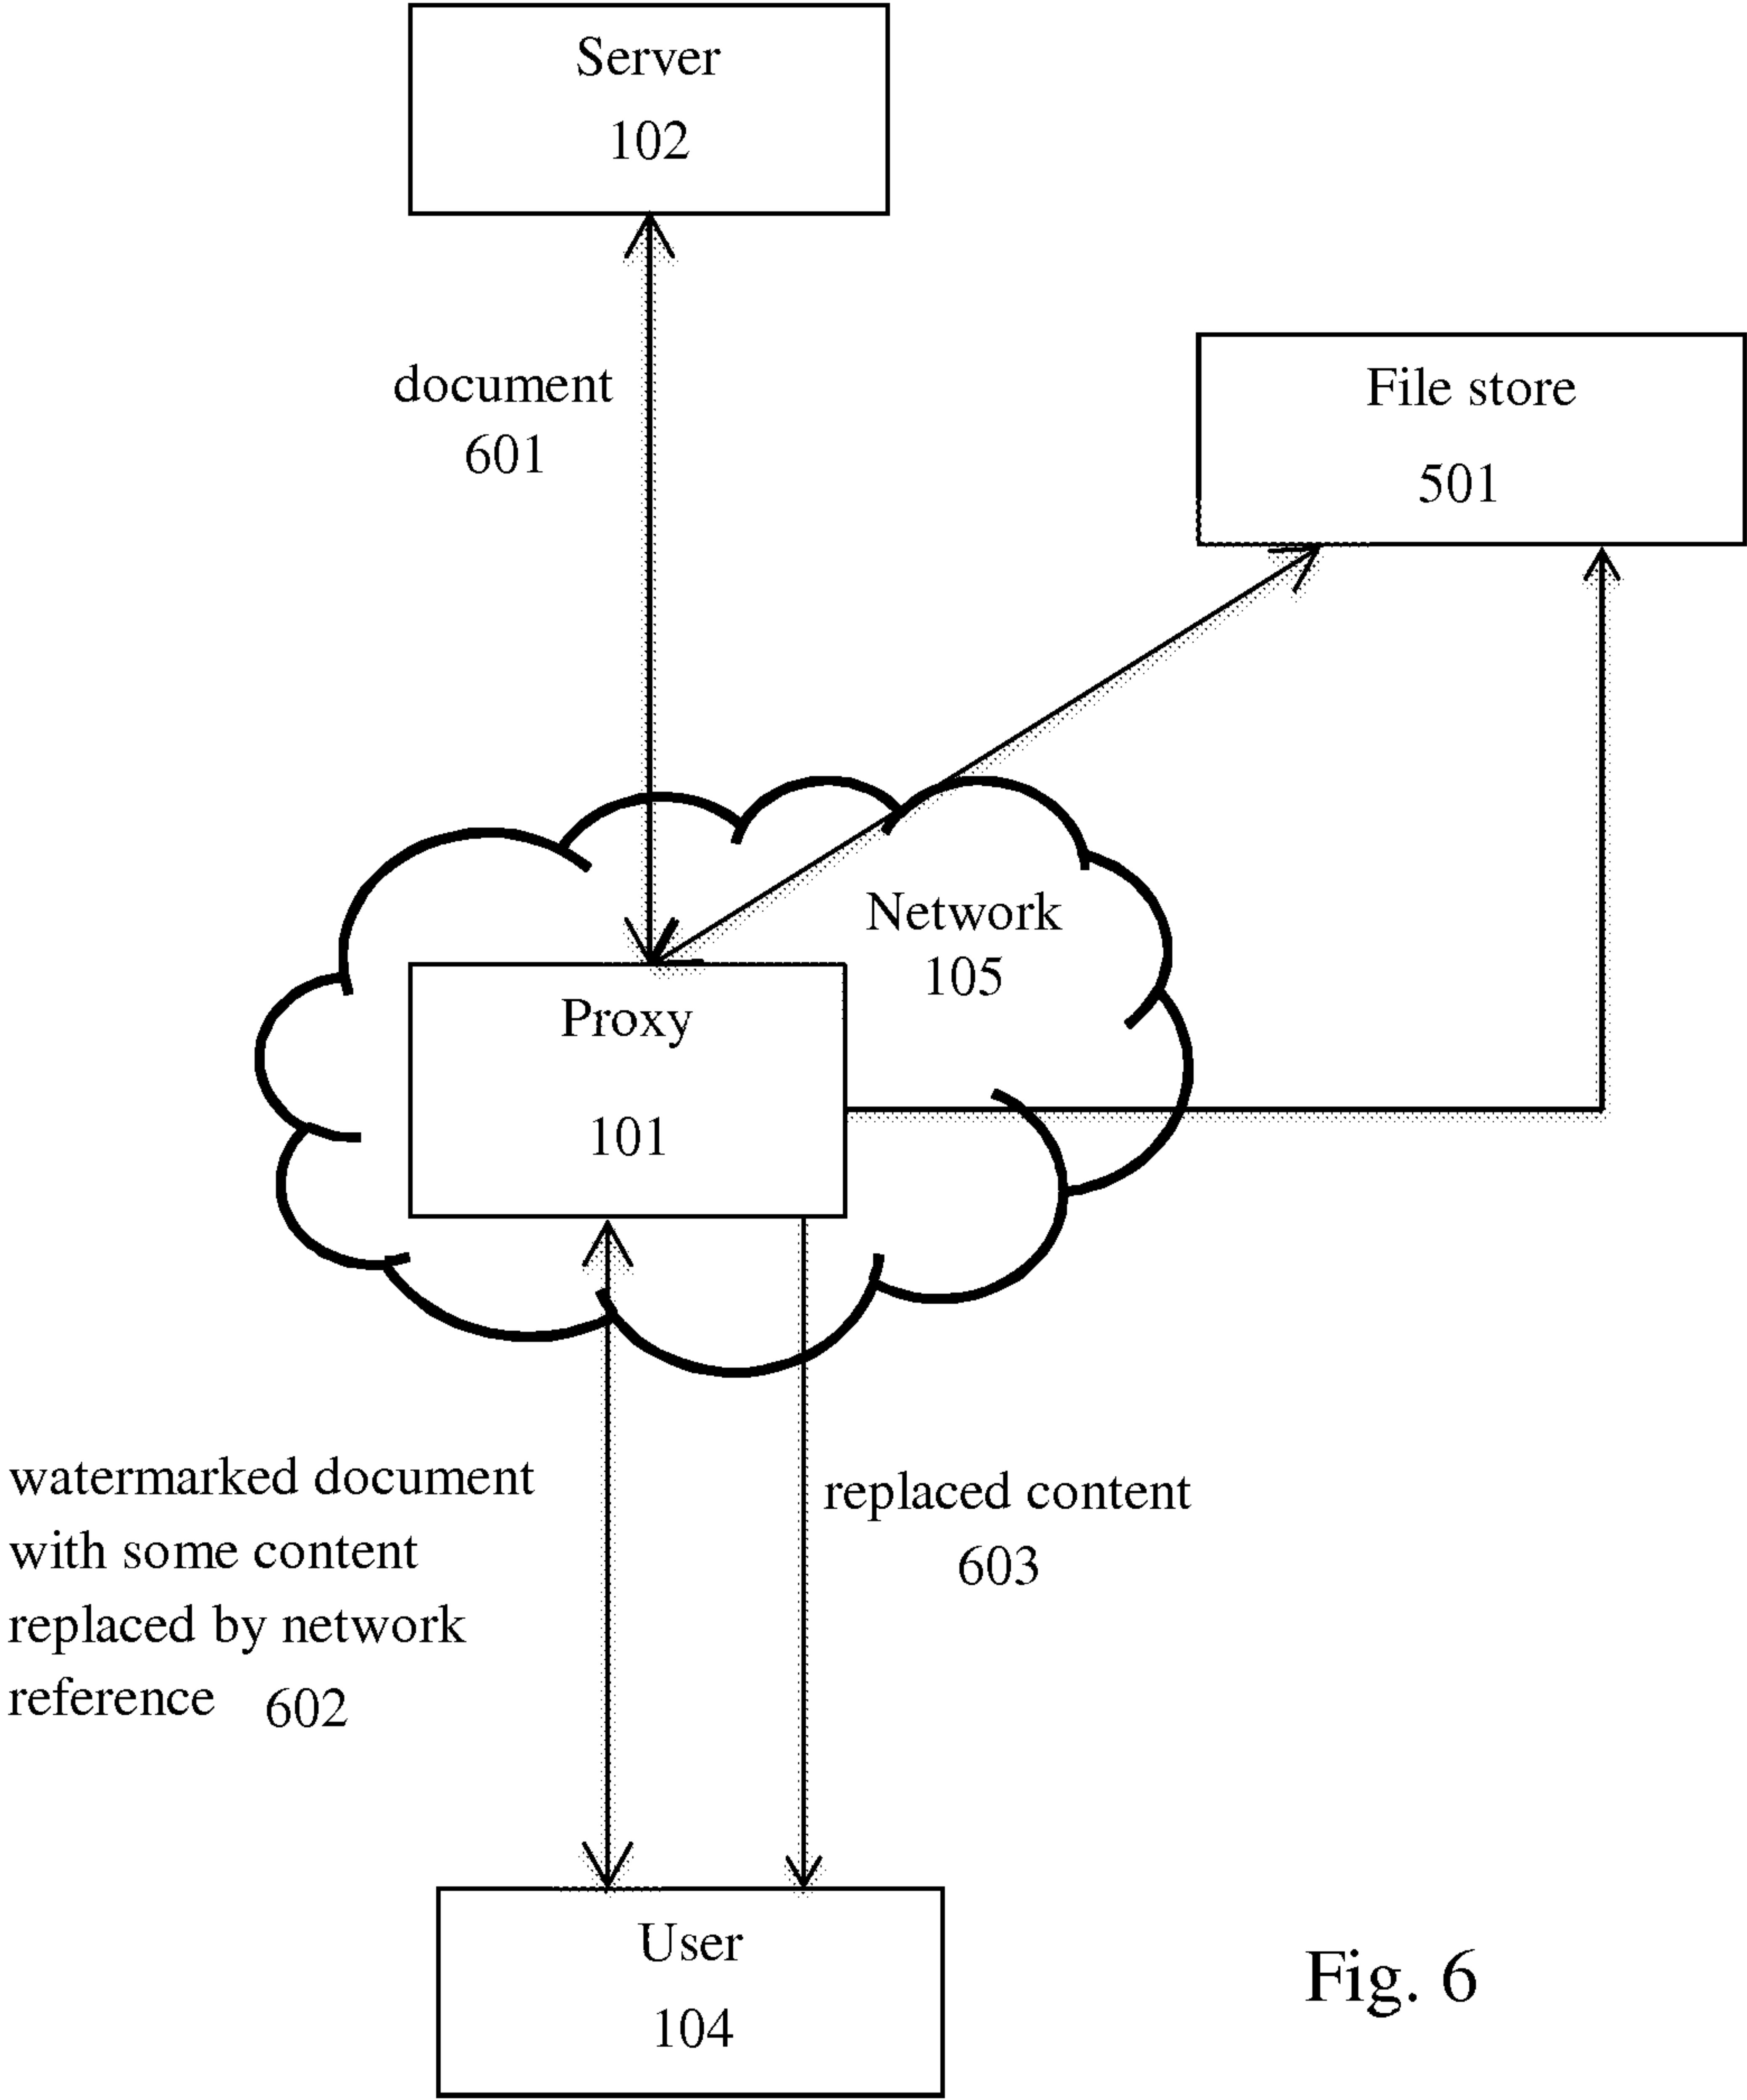 Server
102
document
601
File store
501
Network
105
Proxy
101
watermarked document
with some content
replaced by network
reference 602
replaced content
603
User
104
Fig. 6